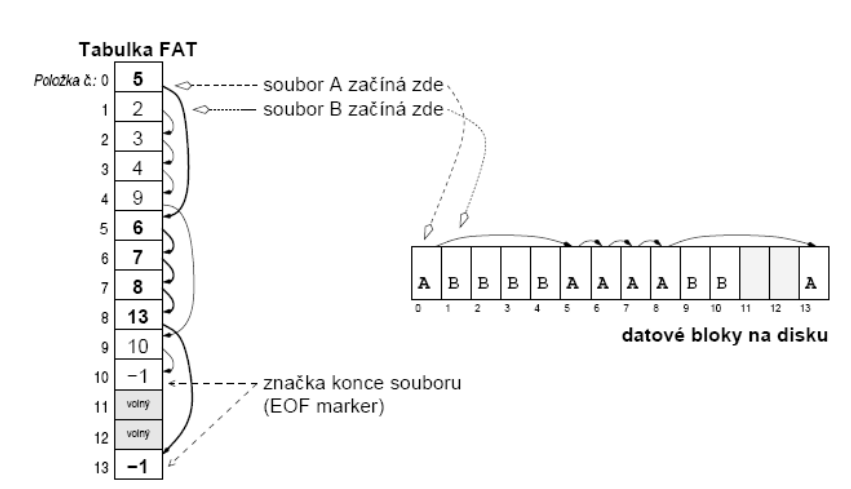 Tabulka FAT
Položka č.: 0 5 soubor A začíná zde
1 2 soubor B začíná zde
2 3
3 4
4 9
5 6
6 7
7 8
8 13
9 10
10 −1 značka konce souboru
11 volný (EOF marker)
12 volný
13 −1
A B B B B A A A A B B A
0 1 2 3 4 5 6 7 8 9 10 11 12 13
datové bloky na disku